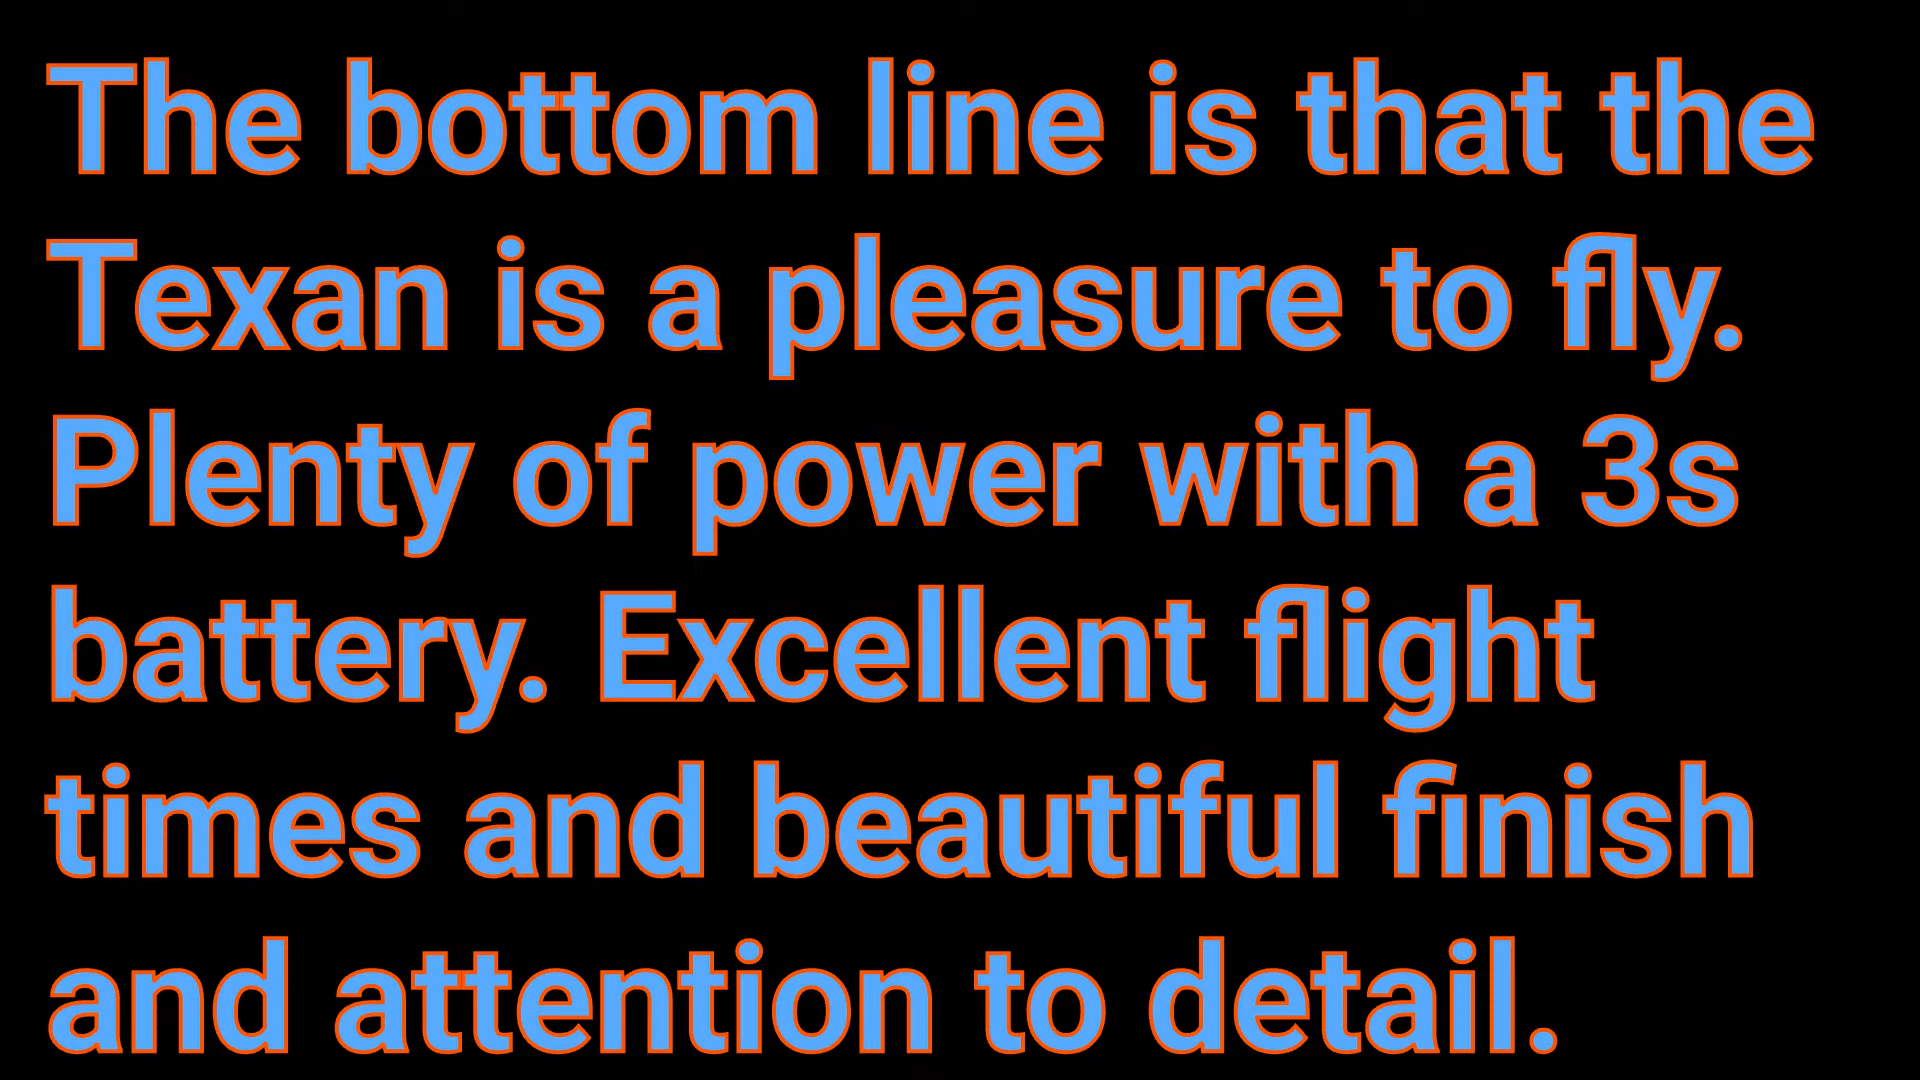 The bottom line is that the
Texan is a pleasure to fly.
Plenty of power with a 3s
battery. Excellent flight
times and beautiful finish
and attention to detail.